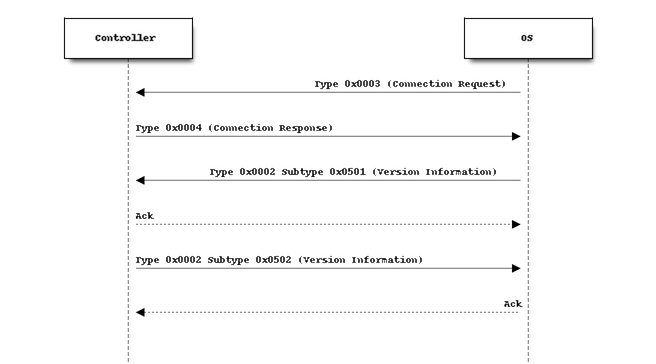 Controller
OS
Type 0x0003 (Connection Request)
Type 0x0004 (Connection Response)
Type 0x0002 Subtype 0x0501 (Version Information)
Ack
Type 0x0002 Subtype 0x0502 (Version Information)
Ack